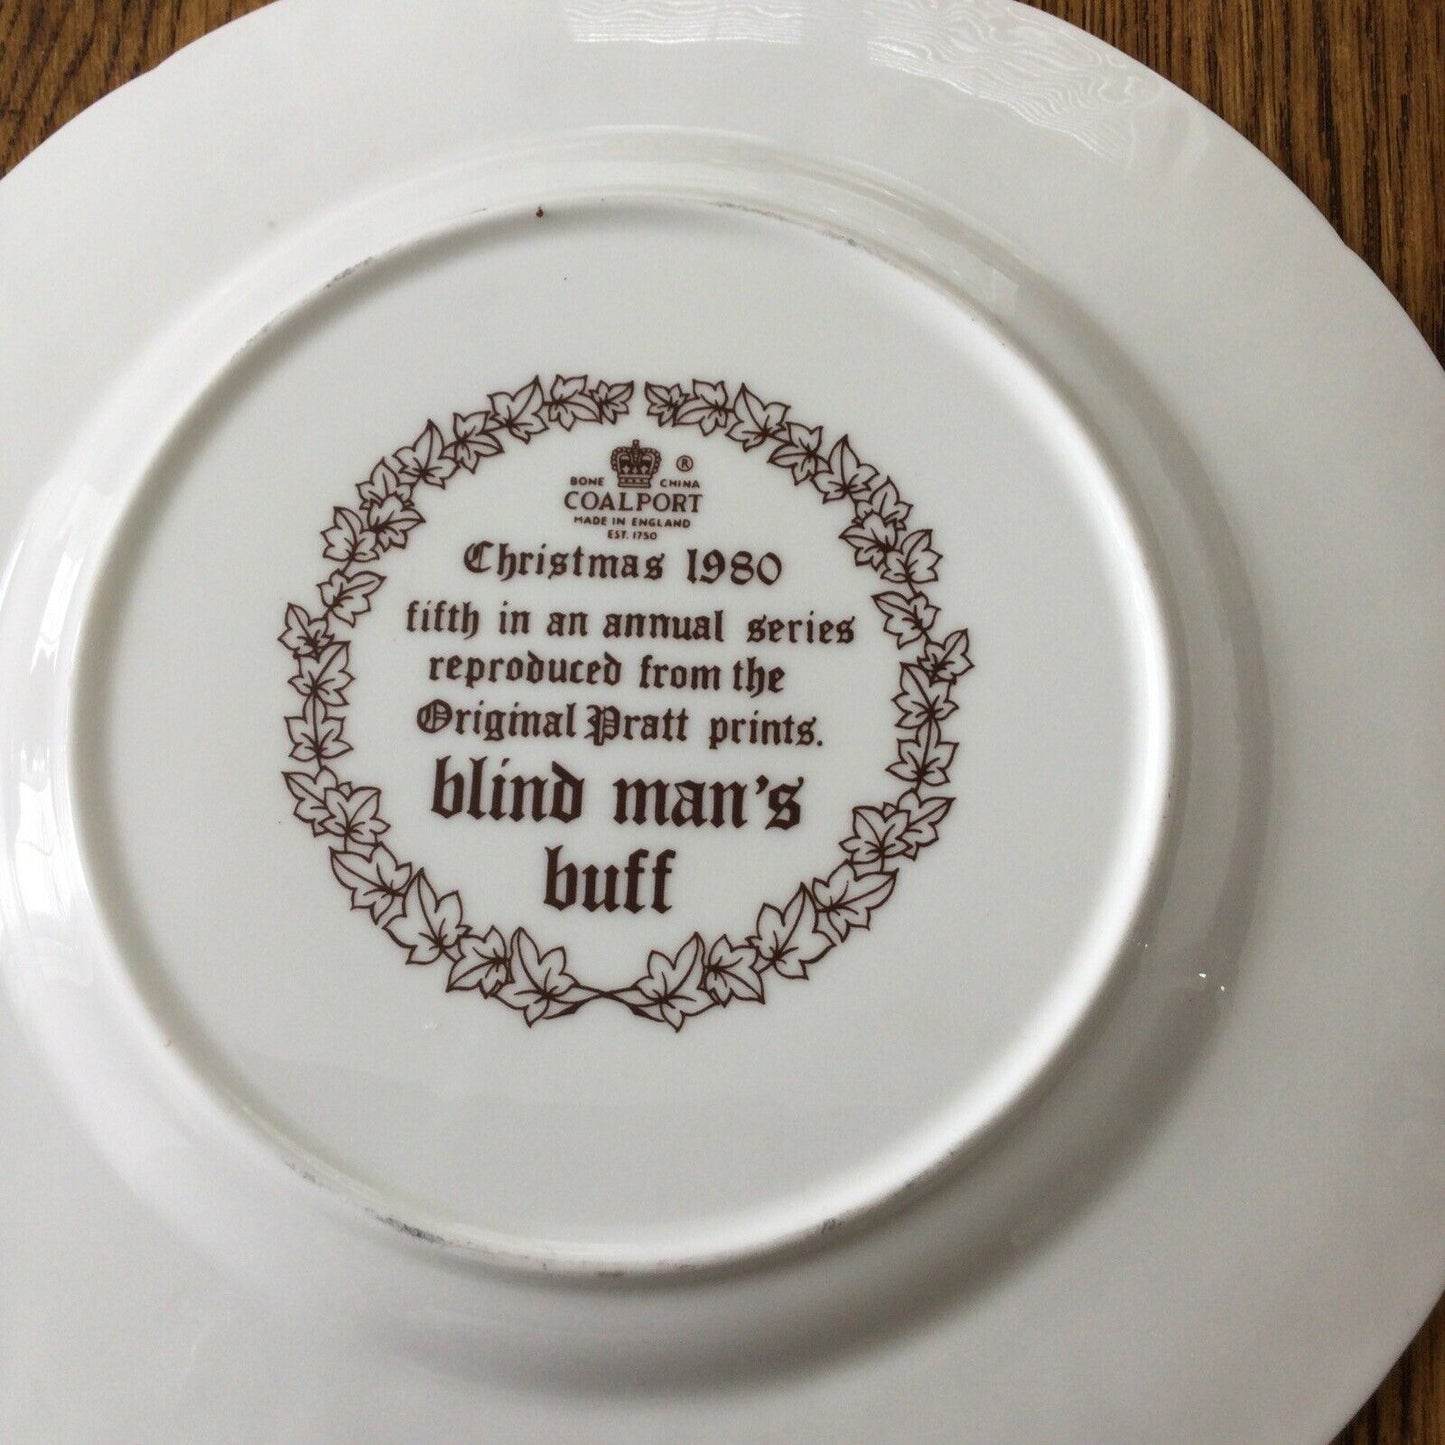 ®
BONE CHINA
COALPORT
MADE IN ENGLAND
EST. 1750
Christmas 1980
fifth in an annual series
reproduced from the
Original Pratt prints.
blind man's
buff